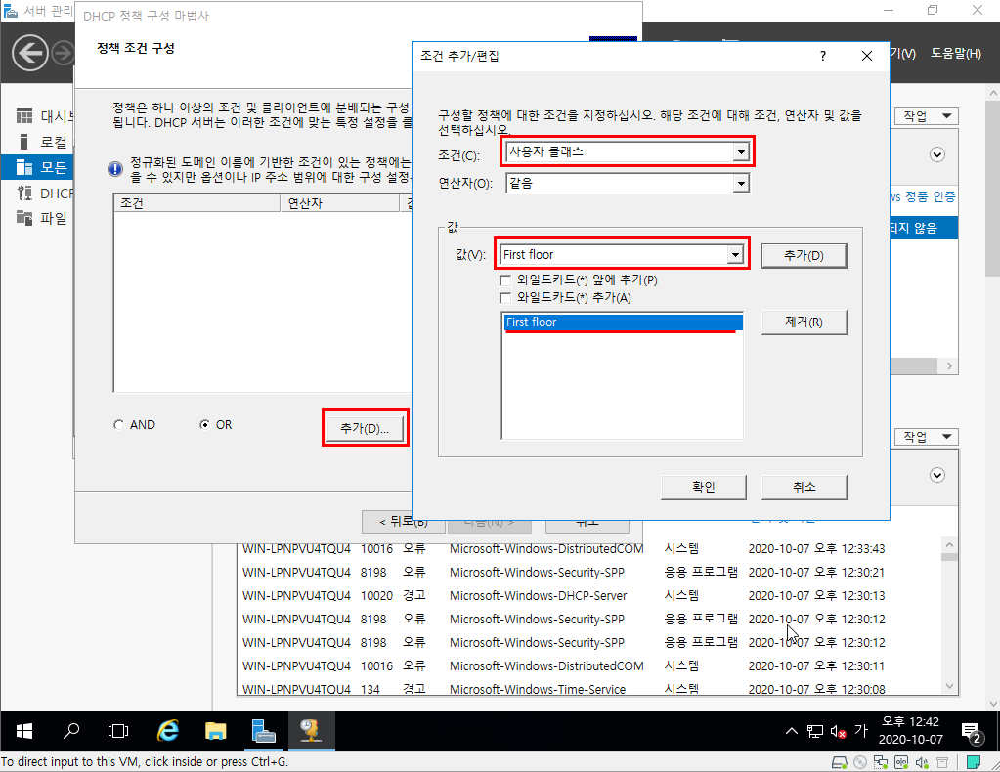 서버 관리
DHCP 정책 구성 마법사
정책 조건 구성
조건 추가/편집
?
기(V)
도움말(H)
정책은 하나 이상의 조건 및 클라이언트에 분배되는 구성
됩니다. DHCP 서버는 이러한 조건에 맞는 특정 설정을 클
정규화된 도메인 이름에 기반한 조건이 있는 정책에는
을 수 있지만 옵션이나 IP 주소 범위에 대한 구성 설정
조건
연산자
AND
OR
추가(D)...
< 뒤로(B)
다음(N) >
취소
구성할 정책에 대한 조건을 지정하십시오. 해당 조건에 대해 조건, 연산자 및 값을
선택하십시오.
조건(C):
사용자 클래스
연산자(O):
같음
값
값(V):
First floor
추가(D)
와일드카드(*) 앞에 추가(P)
와일드카드(*) 추가(A)
First floor
제거(R)
확인
취소
대시보
로컬
모든
DHCP
파일
작업
ws 정품 인증
되지 않음
작업
WIN-LPNPVU4TQU4 10016 오류 Microsoft-Windows-DistributedCOM 시스템 2020-10-07 오후 12:33:43
WIN-LPNPVU4TQU4 8198 오류 Microsoft-Windows-Security-SPP 응용 프로그램 2020-10-07 오후 12:30:21
WIN-LPNPVU4TQU4 10020 경고 Microsoft-Windows-DHCP-Server 시스템 2020-10-07 오후 12:30:13
WIN-LPNPVU4TQU4 8198 오류 Microsoft-Windows-Security-SPP 응용 프로그램 2020-10-07 오후 12:30:12
WIN-LPNPVU4TQU4 8198 오류 Microsoft-Windows-Security-SPP 응용 프로그램 2020-10-07 오후 12:30:12
WIN-LPNPVU4TQU4 10016 오류 Microsoft-Windows-DistributedCOM 시스템 2020-10-07 오후 12:30:11
WIN-LPNPVU4TQU4 134 경고 Microsoft-Windows-Time-Service 시스템 2020-10-07 오후 12:30:08
가
오후 12:42
2020-10-07
2
To direct input to this VM, click inside or press Ctrl+G.